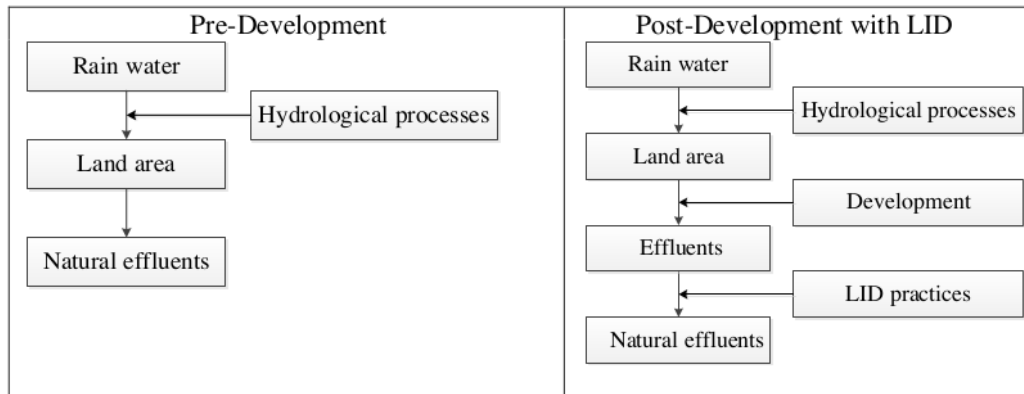 Pre-Development
Rain water
Hydrological processes
Land area
Natural effluents
Post-Development with LID
Rain water
Hydrological processes
Land area
Development
Effluents
LID practices
Natural effluents